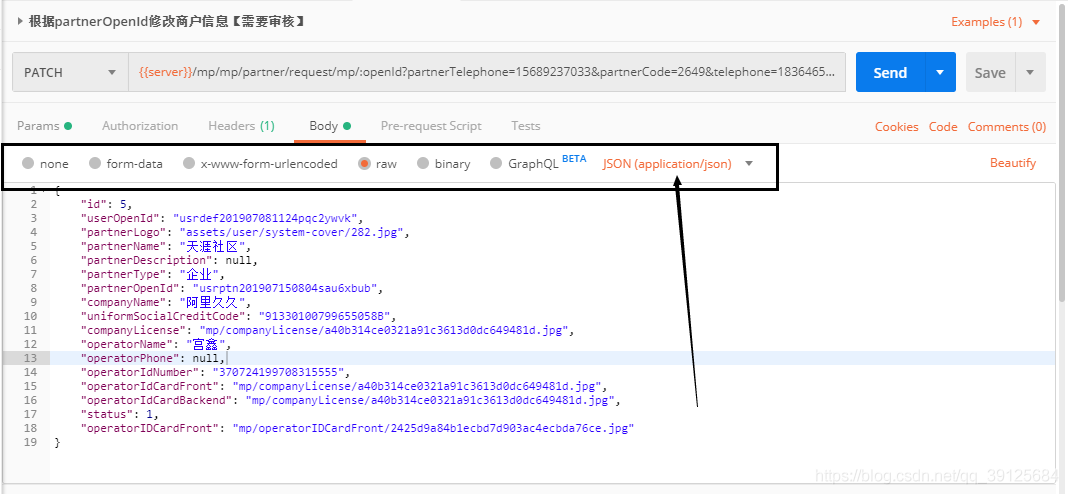 根据partnerOpenId修改商户信息【需要审核】
Examples (1)
PATCH
{{server}}/mp/mp/partner/request/mp/:openId?partnerTelephone=15689237033&partnerCode=2649&telephone=1836465...
Send
Save
Params
Authorization
Headers (1)
Body
Pre-request Script
Tests
Cookies
Code
Comments (0)
none
form-data
x-www-form-urlencoded
raw
binary
GraphQL BETA
JSON (application/json)
Beautify
1 {
2 "id": 5,
3 "userOpenId": "usrdef201907081124pqc2ywvk",
4 "partnerLogo": "assets/user/system-cover/282.jpg",
5 "partnerName": "天涯社区",
6 "partnerDescription": null,
7 "partnerType": "企业",
8 "partnerOpenId": "usrptn201907150804sau6xbub",
9 "companyName": "阿里久久",
10 "uniformSocialCreditCode": "91330100799655058B",
11 "companyLicense": "mp/companyLicense/a40b314ce0321a91c3613d0dc649481d.jpg",
12 "operatorName": "宫鑫",
13 "operatorPhone": null,
14 "operatorIdNumber": "370724199708315555",
15 "operatorIdCardFront": "mp/companyLicense/a40b314ce0321a91c3613d0dc649481d.jpg",
16 "operatorIdCardBackend": "mp/companyLicense/a40b314ce0321a91c3613d0dc649481d.jpg",
17 "status": 1,
18 "operatorIDCardFront": "mp/operatorIDCardFront/2425d9a84b1ecbd7d903ac4ecbda76ce.jpg"
19 }
https://blog.csdn.net/qq_39125684